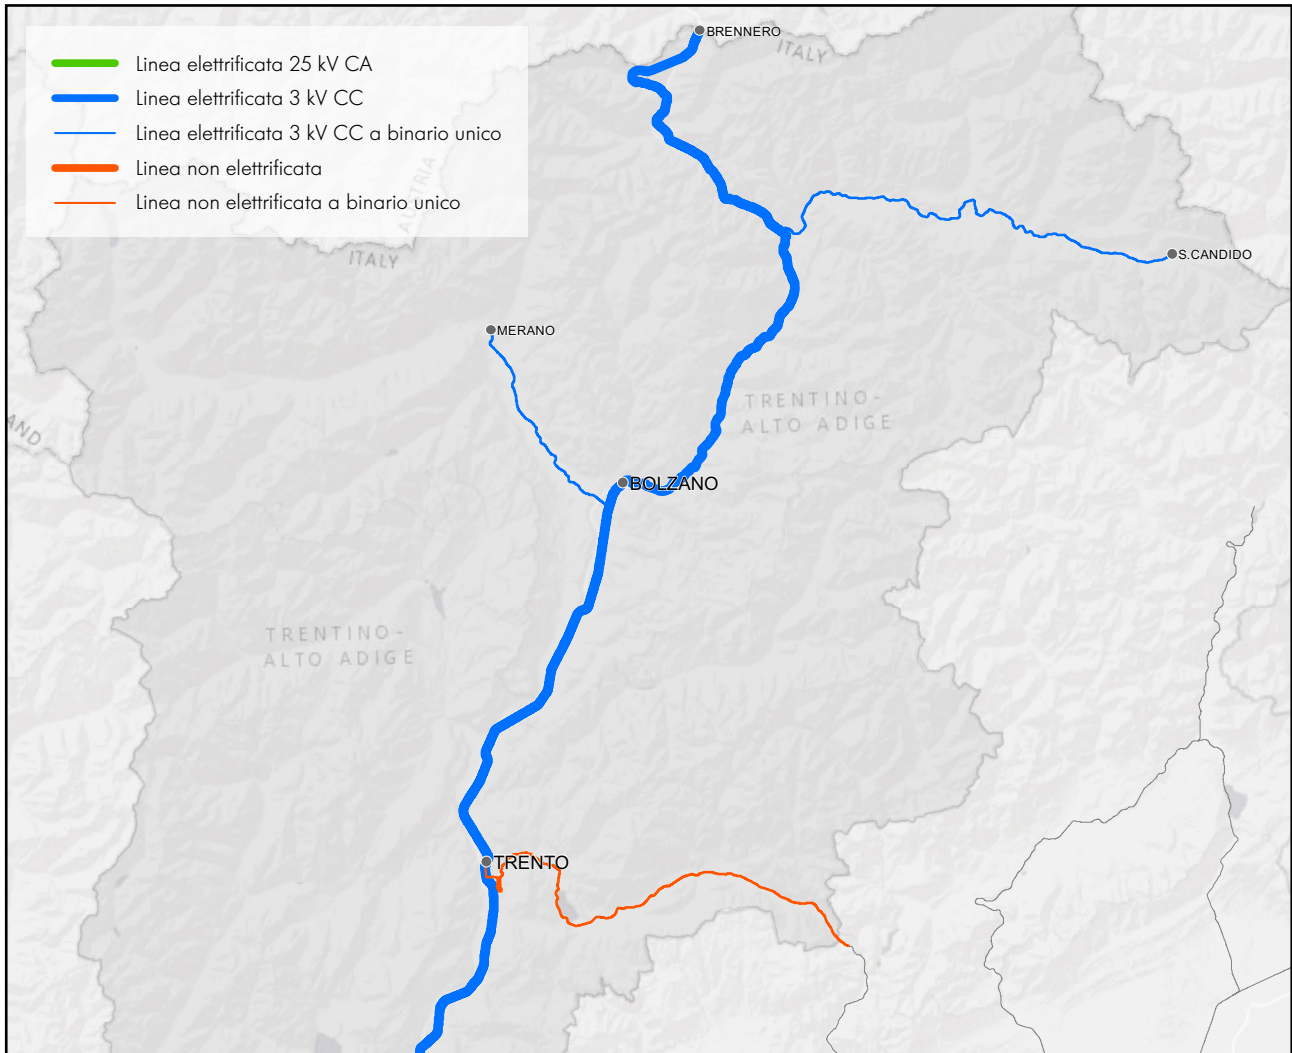 BRENNERO
ITALY
Linea elettrificata 25 kV CA
Linea elettrificata 3 kV CC
Linea elettrificata 3 kV CC a binario unico
Linea non elettrificata
Linea non elettrificata a binario unico
AUSTRIA
ITALY
S.CANDIDO
MERANO
TRENTINO-
ALTO ADIGE
AND
BOLZANO
TRENTINO-
ALTO ADIGE
TRENTO